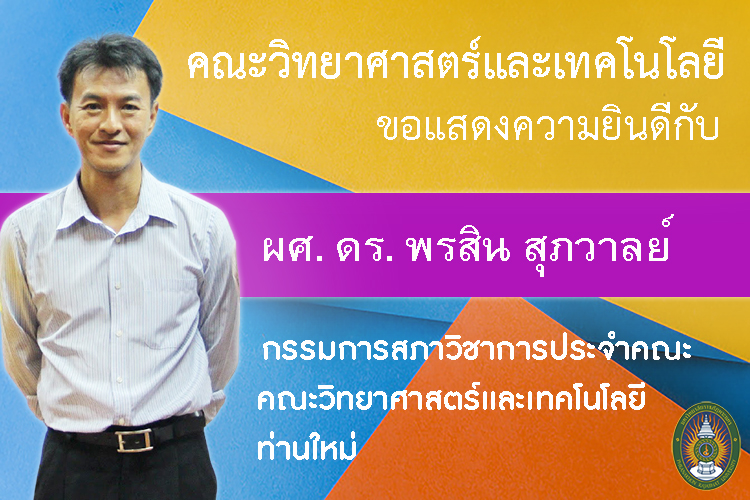 คณะวิทยาศาสตร์และเทคโนโลยี
ขอแสดงความยินดีกับ
ผศ. ดร. พรสิน สุภวาลย์
กรรมการสภาวิชาการประจำคณะ
คณะวิทยาศาสตร์และเทคโนโลยี
ท่านใหม่